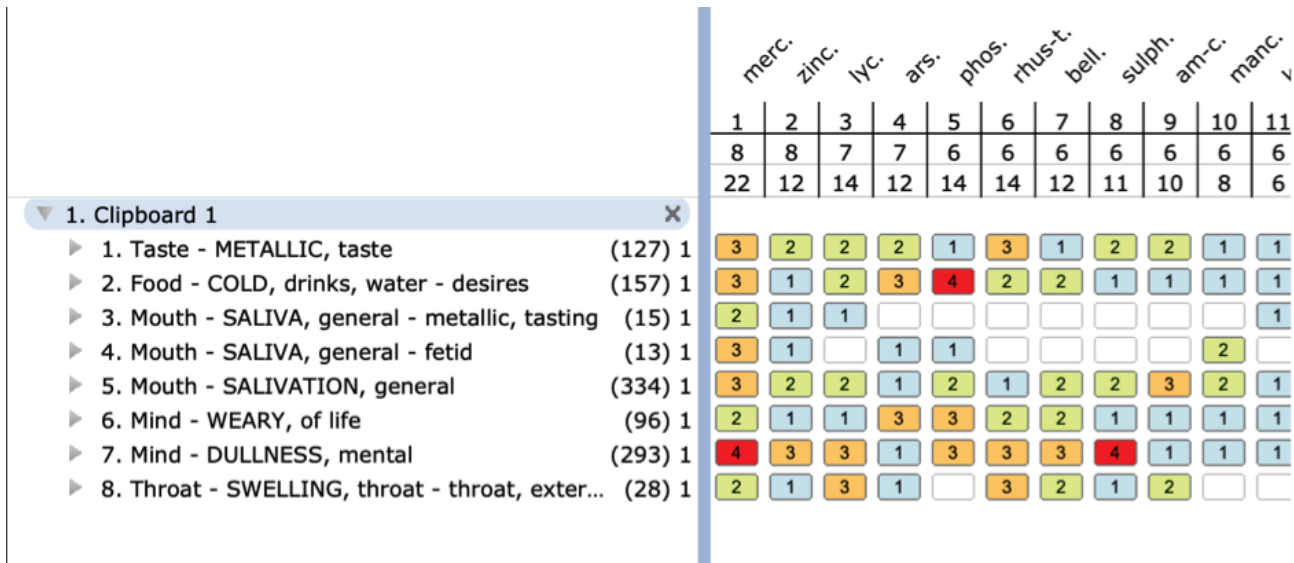 merc. zinc. lyc. ars. phos. rhus-t. bell. sulph. am-c. manc.
1 2 3 4 5 6 7 8 9 10 11
8 8 7 7 6 6 6 6 6 6 6
22 12 14 12 14 14 12 11 10 8 6
1. Clipboard 1
1. Taste - METALLIC, taste (127) 1 3 2 2 2 1 3 1 2 2 1 1
2. Food - COLD, drinks, water - desires (157) 1 3 1 2 3 4 2 2 1 1 1 1
3. Mouth - SALIVA, general - metallic, tasting (15) 1 2 1 1 1
4. Mouth - SALIVA, general - fetid (13) 1 3 1 1 1 2
5. Mouth - SALIVATION, general (334) 1 3 2 2 1 2 1 2 2 3 2 1
6. Mind - WEARY, of life (96) 1 2 1 1 3 3 2 2 1 1 1 1
7. Mind - DULLNESS, mental (293) 1 4 3 3 1 3 3 3 4 1 1 1
8. Throat - SWELLING, throat - throat, exter... (28) 1 2 1 3 1 3 2 1 2